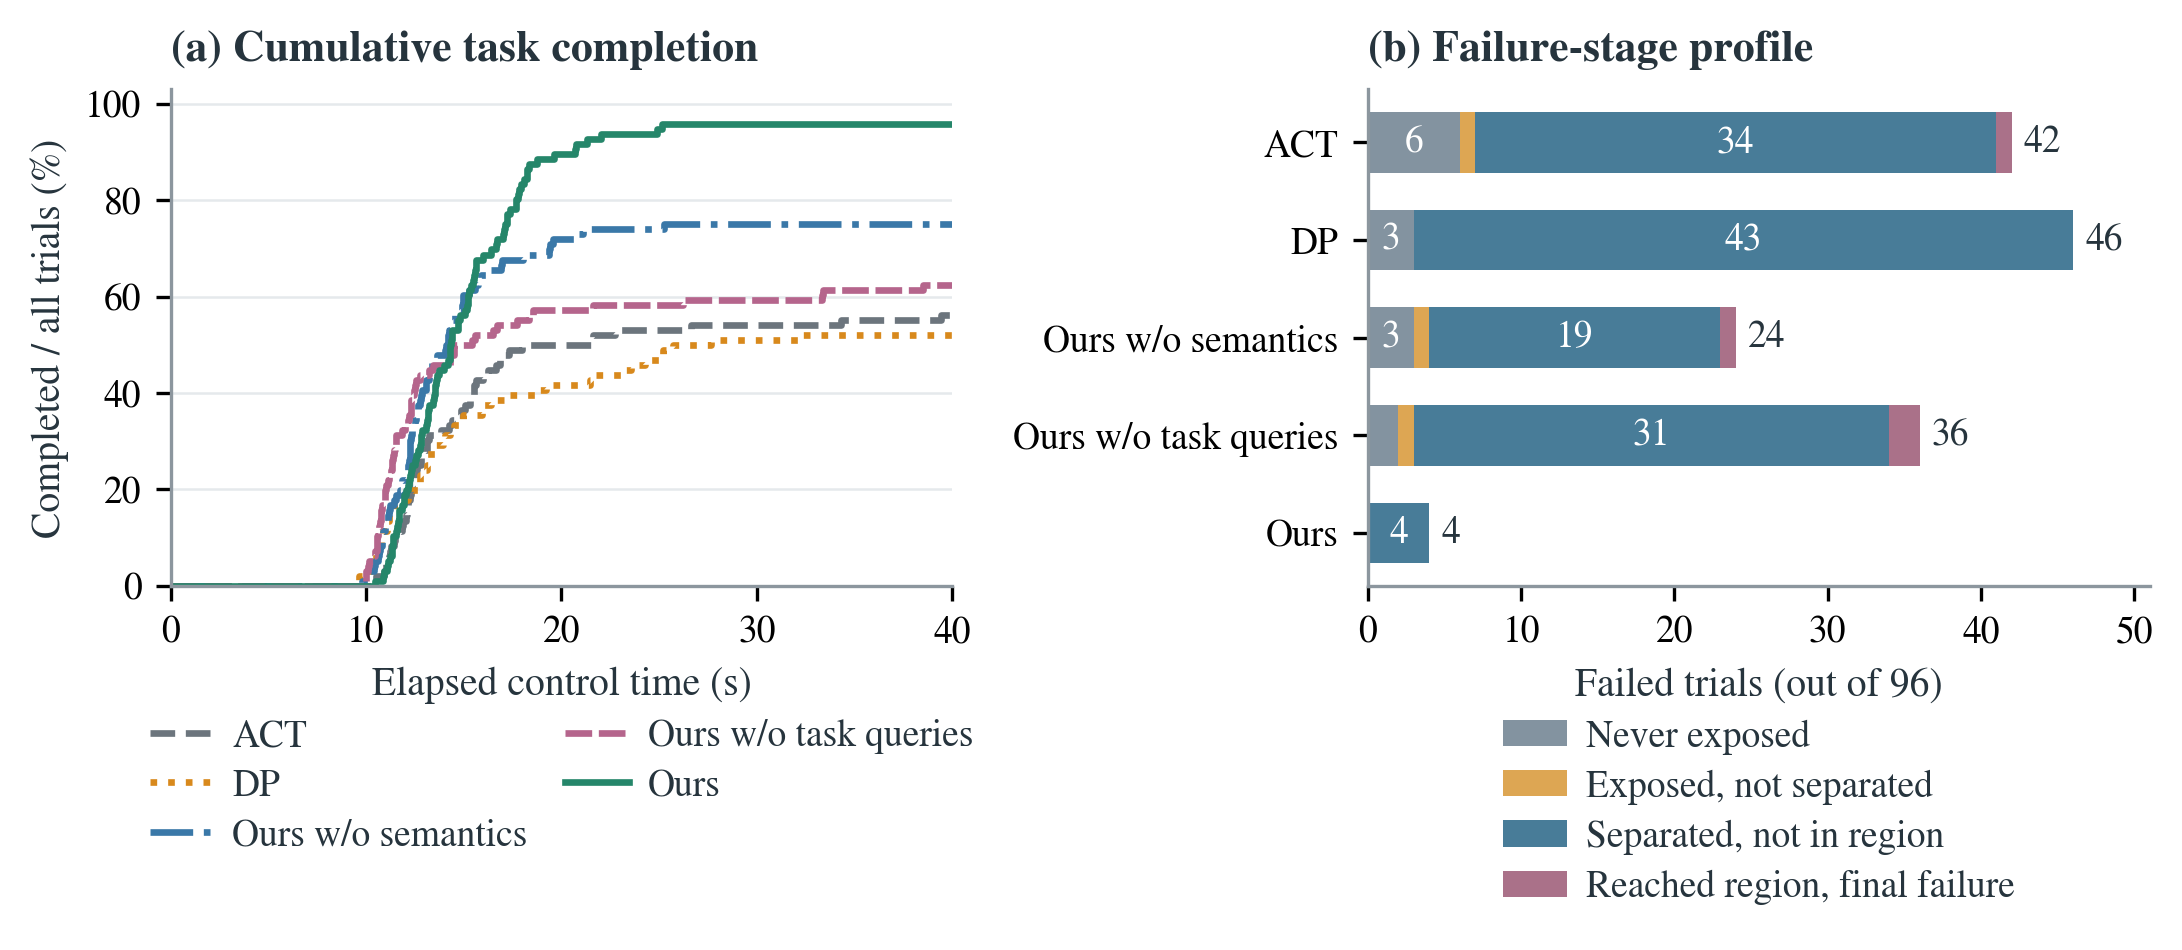 (a) Cumulative task completion
Completed / all trials (%)
100
80
60
40
20
0
0 10 20 30 40
Elapsed control time (s)
ACT
DP
Ours w/o semantics
Ours w/o task queries
Ours
(b) Failure-stage profile
ACT 6 34 42
DP 3 43 46
Ours w/o semantics 3 19 24
Ours w/o task queries 31 36
Ours 4 4
0 10 20 30 40 50
Failed trials (out of 96)
Never exposed
Exposed, not separated
Separated, not in region
Reached region, final failure